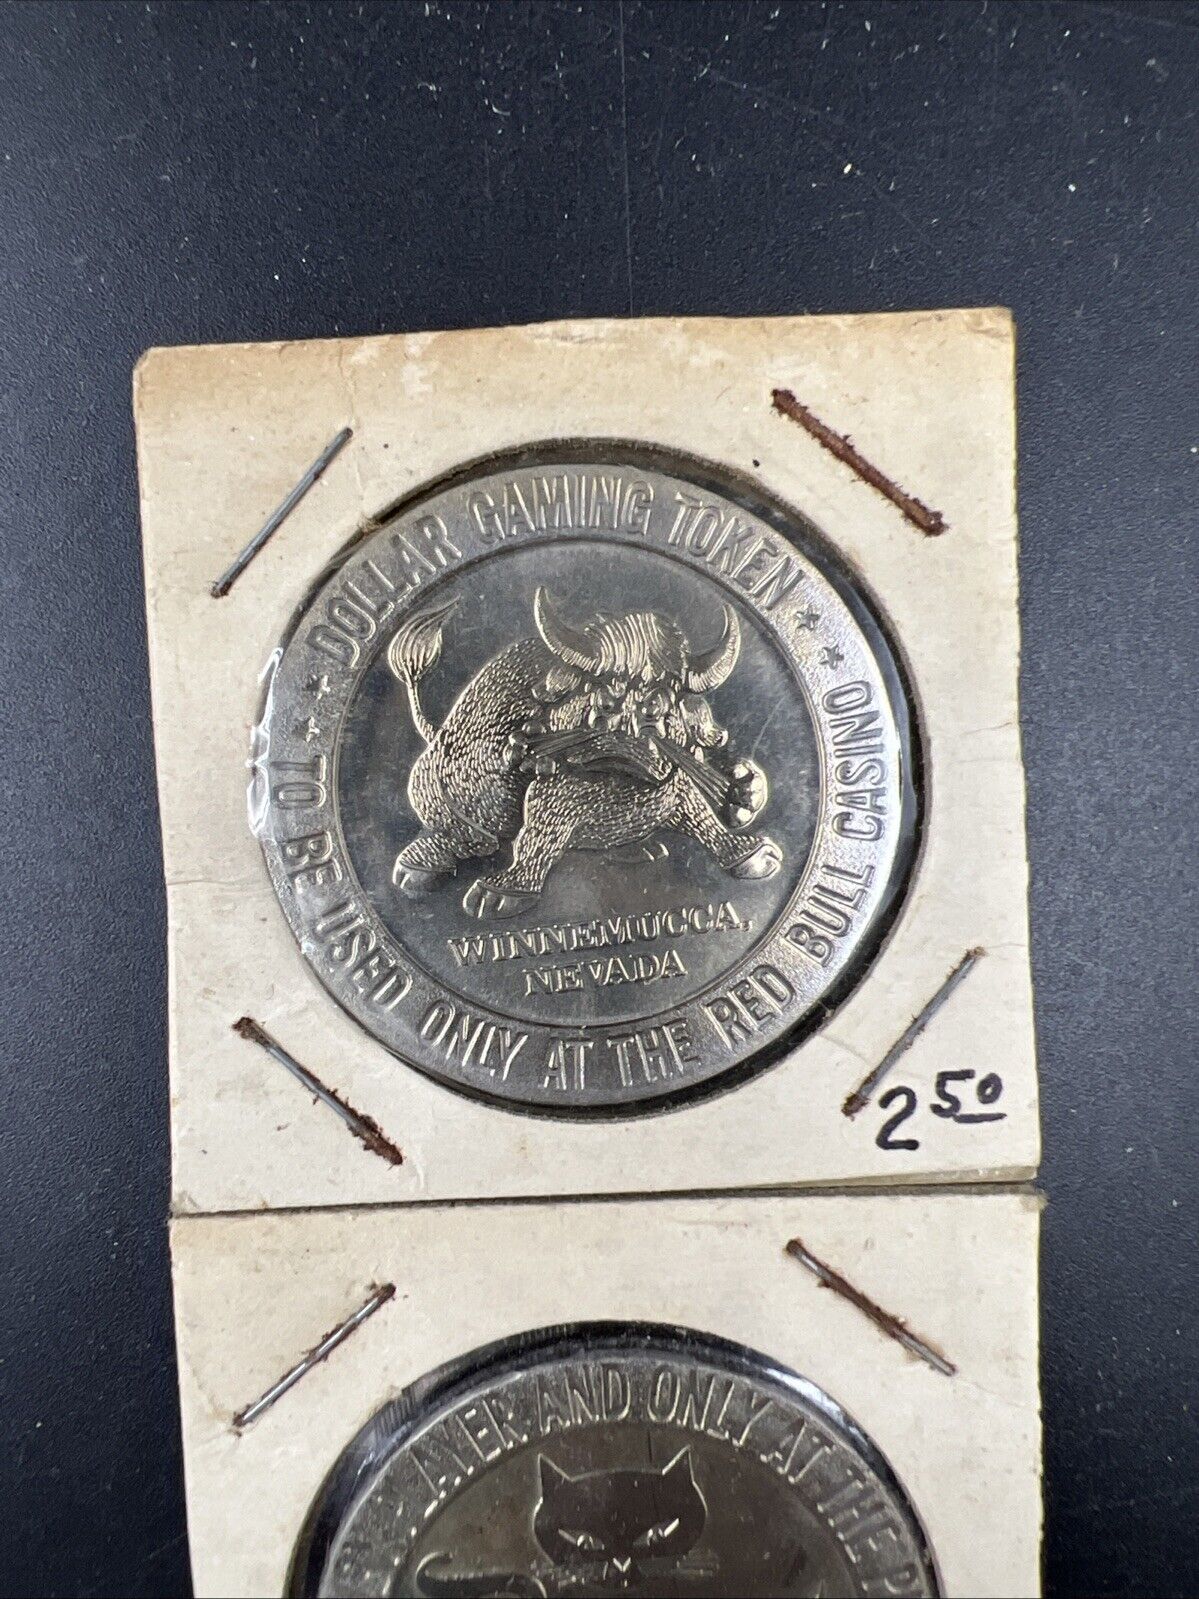 DOLLAR GAMING TOKEN
TO BE USED ONLY AT THE RED BULL CASINO
WINNEMUCCA,
NEVADA
2 50
AND ONLY AT THE